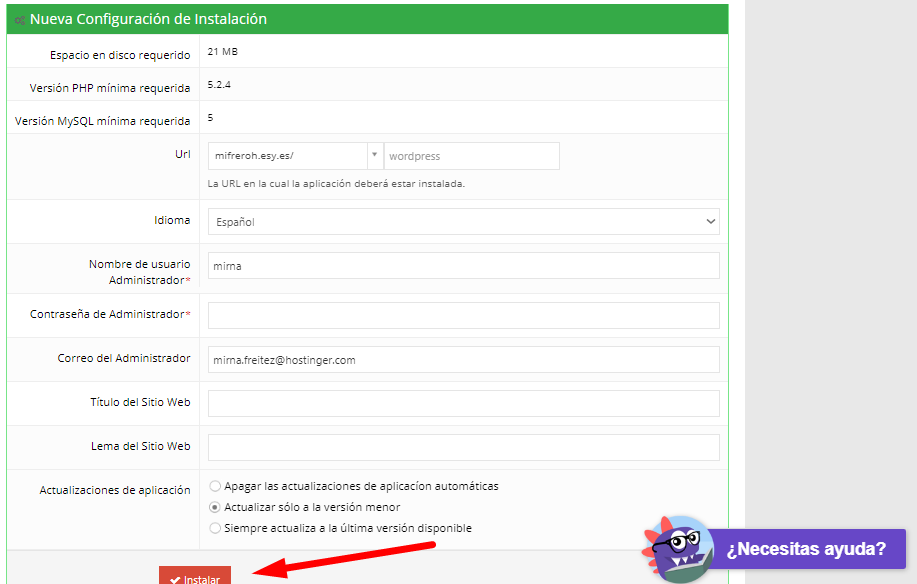 Nueva Configuración de Instalación
Espacio en disco requerido 21 MB
Versión PHP mínima requerida 5.2.4
Versión MySQL mínima requerida 5
Url mifreroh.esy.es/ wordpress
La URL en la cual la aplicación deberá estar instalada.
Idioma Español
Nombre de usuario
Administrador* mirna
Contraseña de Administrador*
Correo del Administrador mirna.freitez@hostinger.com
Título del Sitio Web
Lema del Sitio Web
Actualizaciones de aplicación Apagar las actualizaciones de aplicacíon automáticas
Actualizar sólo a la versión menor
Siempre actualiza a la última versión disponible
¿Necesitas ayuda?
Instalar